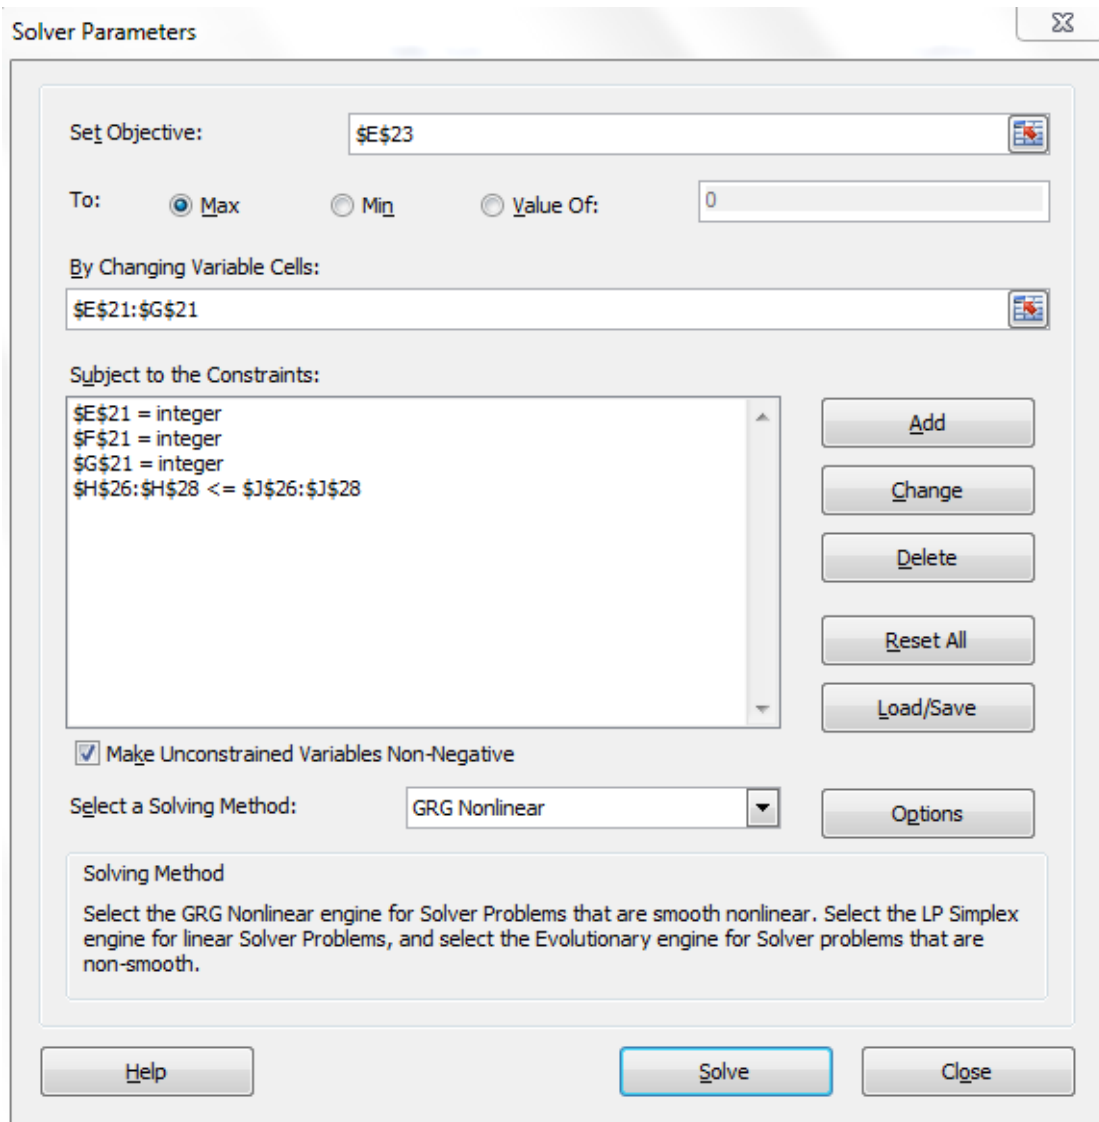 Solver Parameters
Set Objective:
$E$23
To:
Max
Min
Value Of:
0
By Changing Variable Cells:
$E$21:$G$21
Subject to the Constraints:
$E$21 = integer
$F$21 = integer
$G$21 = integer
$H$26:$H$28 <= $J$26:$J$28
Add
Change
Delete
Reset All
Load/Save
Make Unconstrained Variables Non-Negative
Select a Solving Method:
GRG Nonlinear
Options
Solving Method
Select the GRG Nonlinear engine for Solver Problems that are smooth nonlinear. Select the LP Simplex
engine for linear Solver Problems, and select the Evolutionary engine for Solver problems that are
non-smooth.
Help
Solve
Close